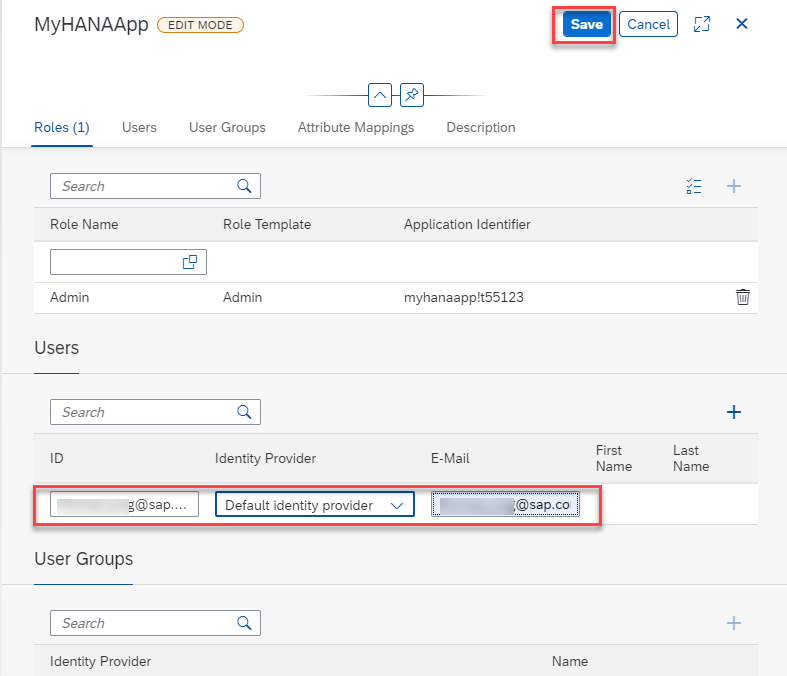 MyHANAApp EDIT MODE Save Cancel
Roles (1) Users User Groups Attribute Mappings Description
Search
Role Name Role Template Application Identifier
Admin Admin myhanaapp!t55123
Users
Search
ID Identity Provider E-Mail First Name Last Name
g@sap.... Default identity provider @sap.co
User Groups
Search
Identity Provider Name